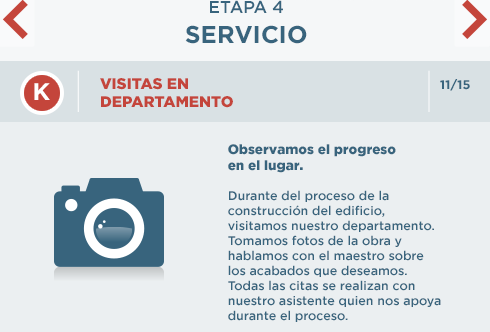 ETAPA 4
SERVICIO
K
VISITAS EN
DEPARTAMENTO
11/15
Observamos el progreso
en el lugar.
Durante del proceso de la
construcción del edificio,
visitamos nuestro departamento.
Tomamos fotos de la obra y
hablamos con el maestro sobre
los acabados que deseamos.
Todas las citas se realizan con
nuestro asistente quien nos apoya
durante el proceso.